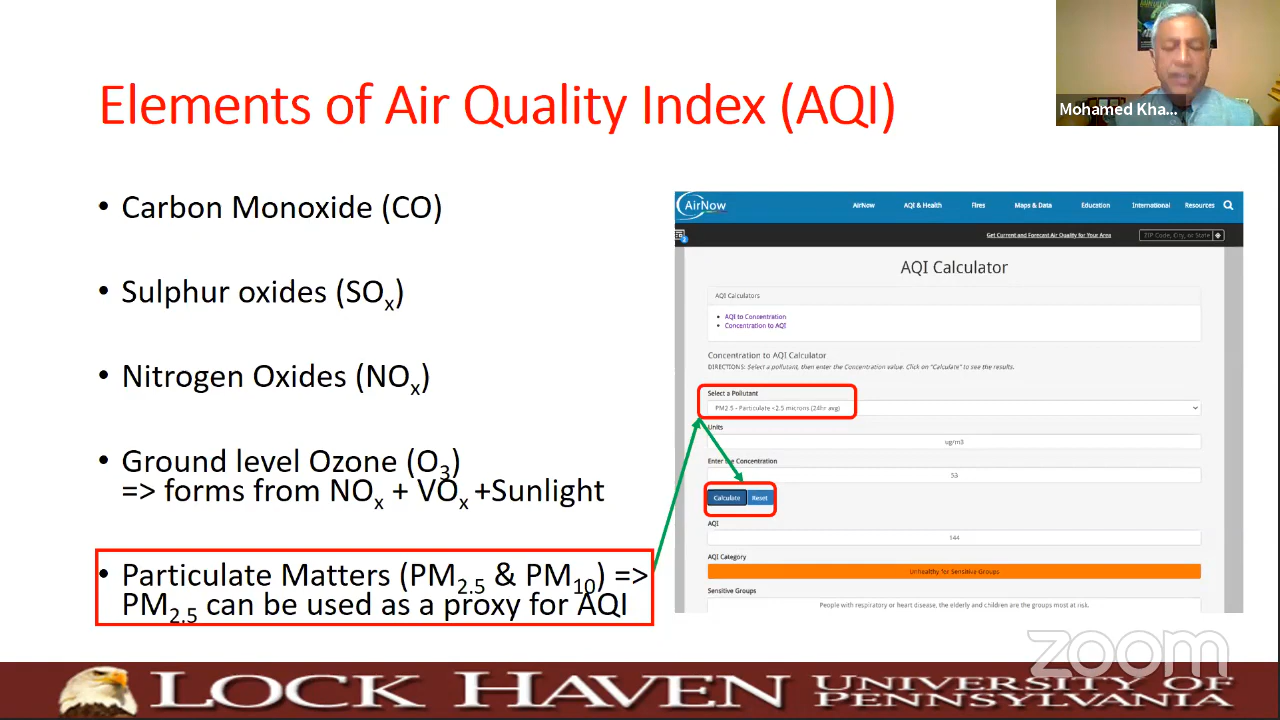 Elements of Air Quality Index (AQI)
Mohamed Kha...
• Carbon Monoxide (CO)
• Sulphur oxides (SOx)
• Nitrogen Oxides (NOx)
• Ground level Ozone (O3)
=> forms from NOx + VOx +Sunlight
• Particulate Matters (PM2.5 & PM10) =>
PM2.5 can be used as a proxy for AQI
AirNow
AirNow AQI & Health Fires Maps & Data Education International Resources
Get Current and Forecast Air Quality for Your Area
ZIP Code, City, or State
AQI Calculator
AQI Calculators
• AQI to Concentration
• Concentration to AQI
Concentration to AQI Calculator
DIRECTIONS: Select a pollutant, then enter the Concentration value. Click on "Calculate" to see the results.
Select a Pollutant
PM2.5 - Particulate <2.5 microns (24hr avg)
Units
ug/m3
Enter the Concentration
53
Calculate Reset
AQI
144
AQI Category
Unhealthy for Sensitive Groups
Sensitive Groups
People with respiratory or heart disease, the elderly and children are the groups most at risk.
zoom
LOCK HAVEN UNIVERSITY OF PENNSYLVANIA